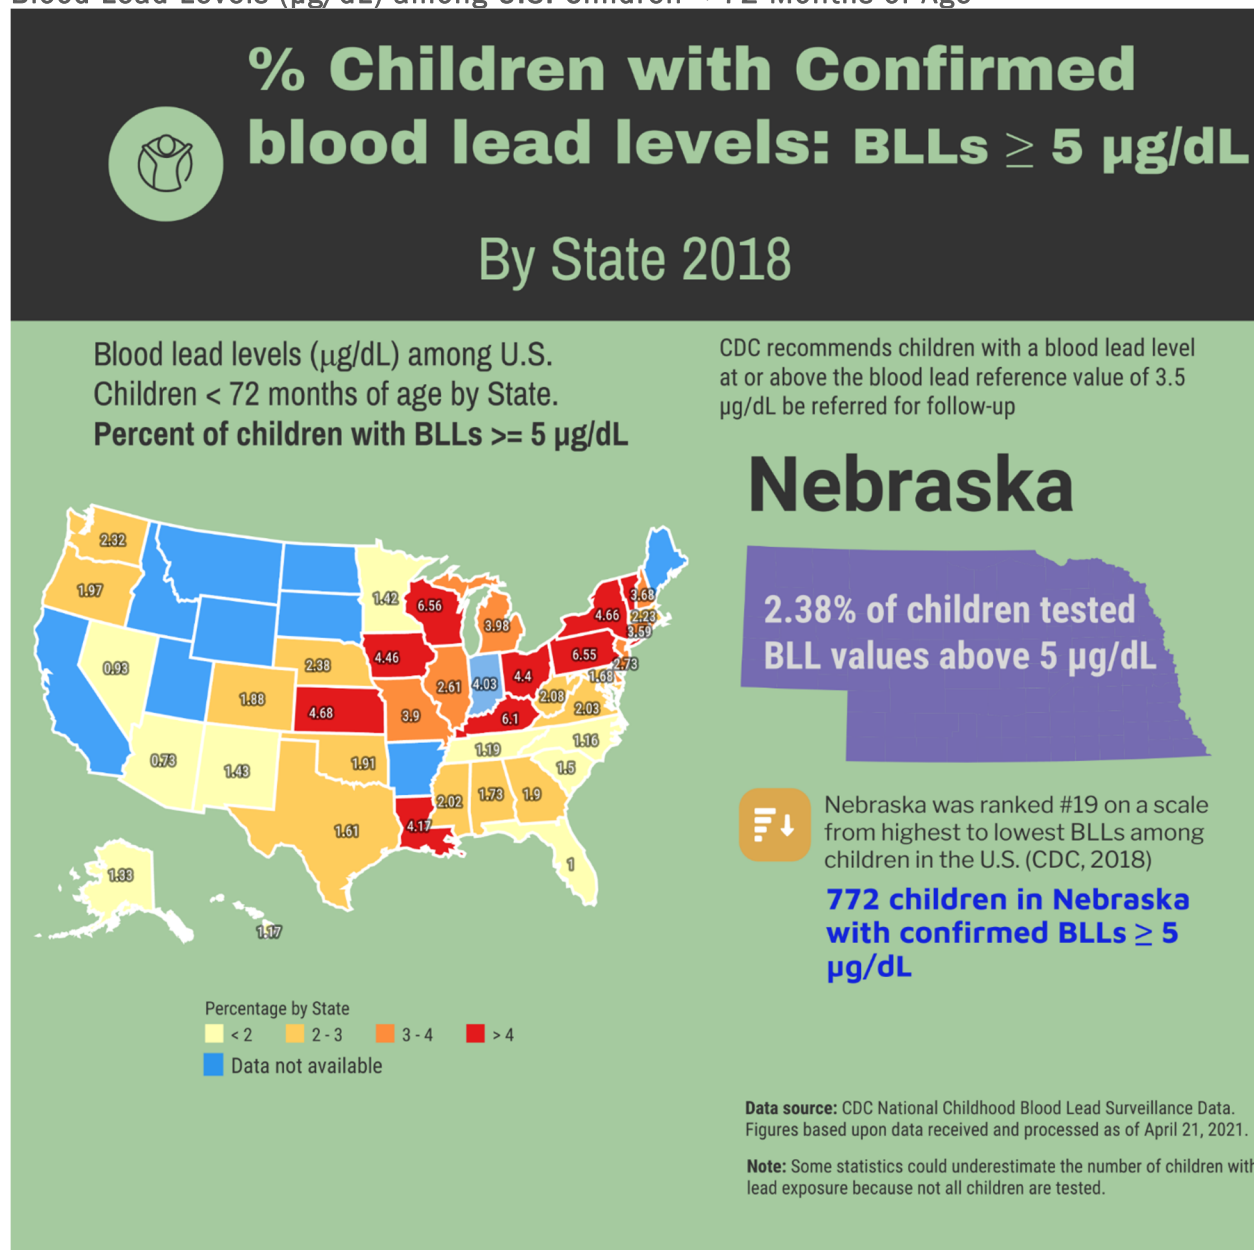 Blood Lead Levels (µg/dL) among U.S. Children < 72 Months of Age
% Children with Confirmed
blood lead levels: BLLs ≥ 5 µg/dL
By State 2018
Blood lead levels (µg/dL) among U.S.
Children < 72 months of age by State.
Percent of children with BLLs >= 5 µg/dL
CDC recommends children with a blood lead level
at or above the blood lead reference value of 3.5
µg/dL be referred for follow-up
Nebraska
2.38% of children tested
BLL values above 5 µg/dL
2.32
1.97
1.42
6.56
3.98
3.68
4.66
2.23
3.59
0.93
2.38
4.46
6.55
2.73
1.88
2.61
4.03
4.4
1.68
2.08
2.03
4.68
3.9
6.1
0.73
1.43
1.91
1.19
1.16
1.5
2.02
1.73
1.9
1.61
4.17
1
1.33
1.17
Nebraska was ranked #19 on a scale
from highest to lowest BLLs among
children in the U.S. (CDC, 2018)
772 children in Nebraska
with confirmed BLLs ≥ 5
µg/dL
Percentage by State
< 2
2 - 3
3 - 4
> 4
Data not available
Data source: CDC National Childhood Blood Lead Surveillance Data.
Figures based upon data received and processed as of April 21, 2021.
Note: Some statistics could underestimate the number of children with
lead exposure because not all children are tested.